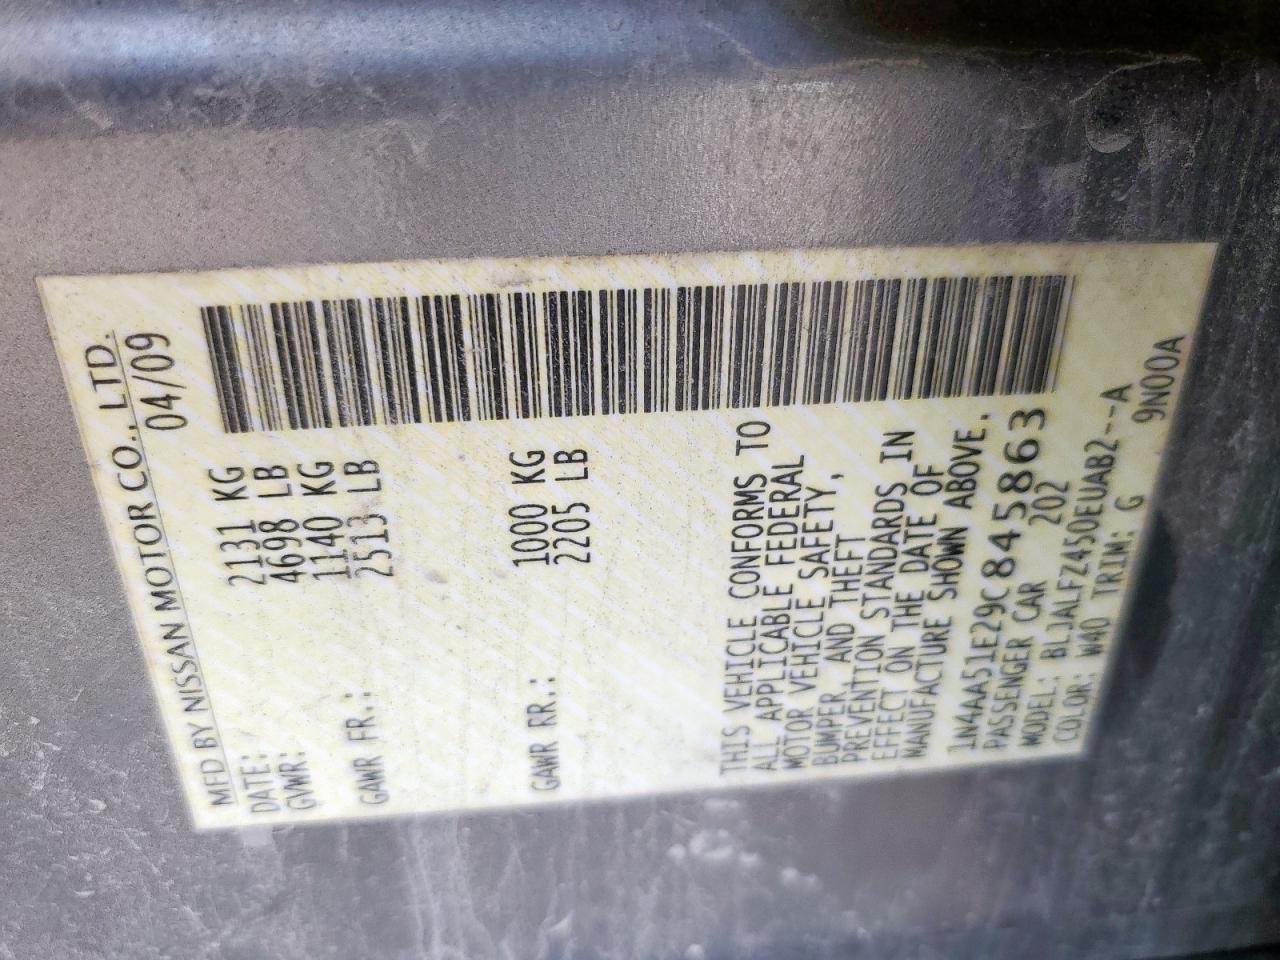 MFD BY NISSAN MOTOR CO., LTD.
DATE: 04/09
GVWR: 2131 KG
4698 LB
GAWR FR.: 1140 KG
2513 LB
GAWR RR.: 1000 KG
2205 LB
THIS VEHICLE CONFORMS TO
ALL APPLICABLE FEDERAL
MOTOR VEHICLE SAFETY,
BUMPER, AND THEFT
PREVENTION STANDARDS IN
EFFECT ON THE DATE OF
MANUFACTURE SHOWN ABOVE.
1N4AA51E29C845863
PASSENGER CAR 202
MODEL: BLJALFZ450EUAB2--A
COLOR: W40 TRIM: G 9N00A